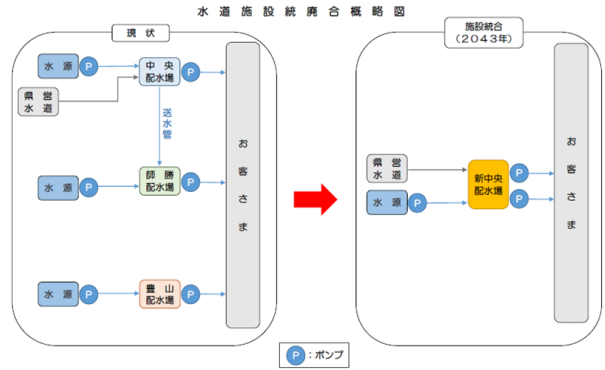 水道施設統廃合概略図
現状
水源
P
中央
配水場
P
県営
水道
送水管
お客さま
水源
P
師勝
配水場
P
水源
P
豊山
配水場
P
施設統合
(2043年)
県営
水道
水源
P
新中央
配水場
P
P
お客さま
P
:ポンプ